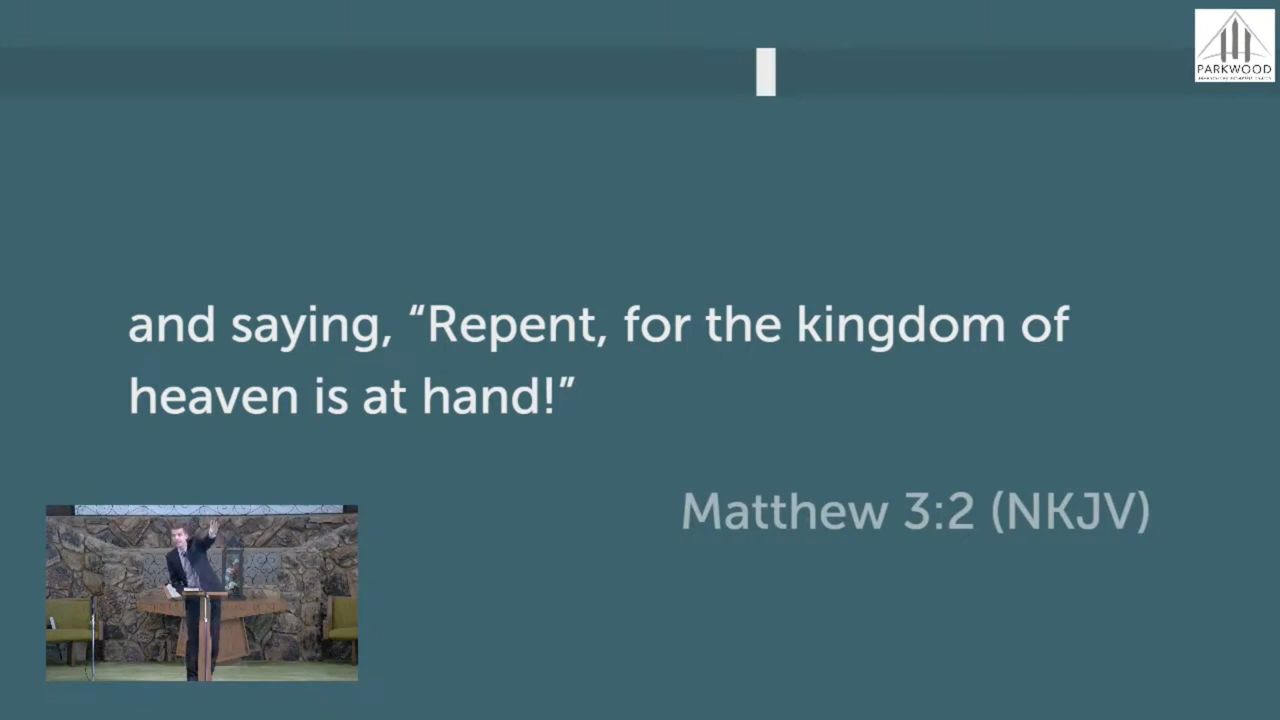 PARKWOOD
and saying, “Repent, for the kingdom of
heaven is at hand!”
Matthew 3:2 (NKJV)